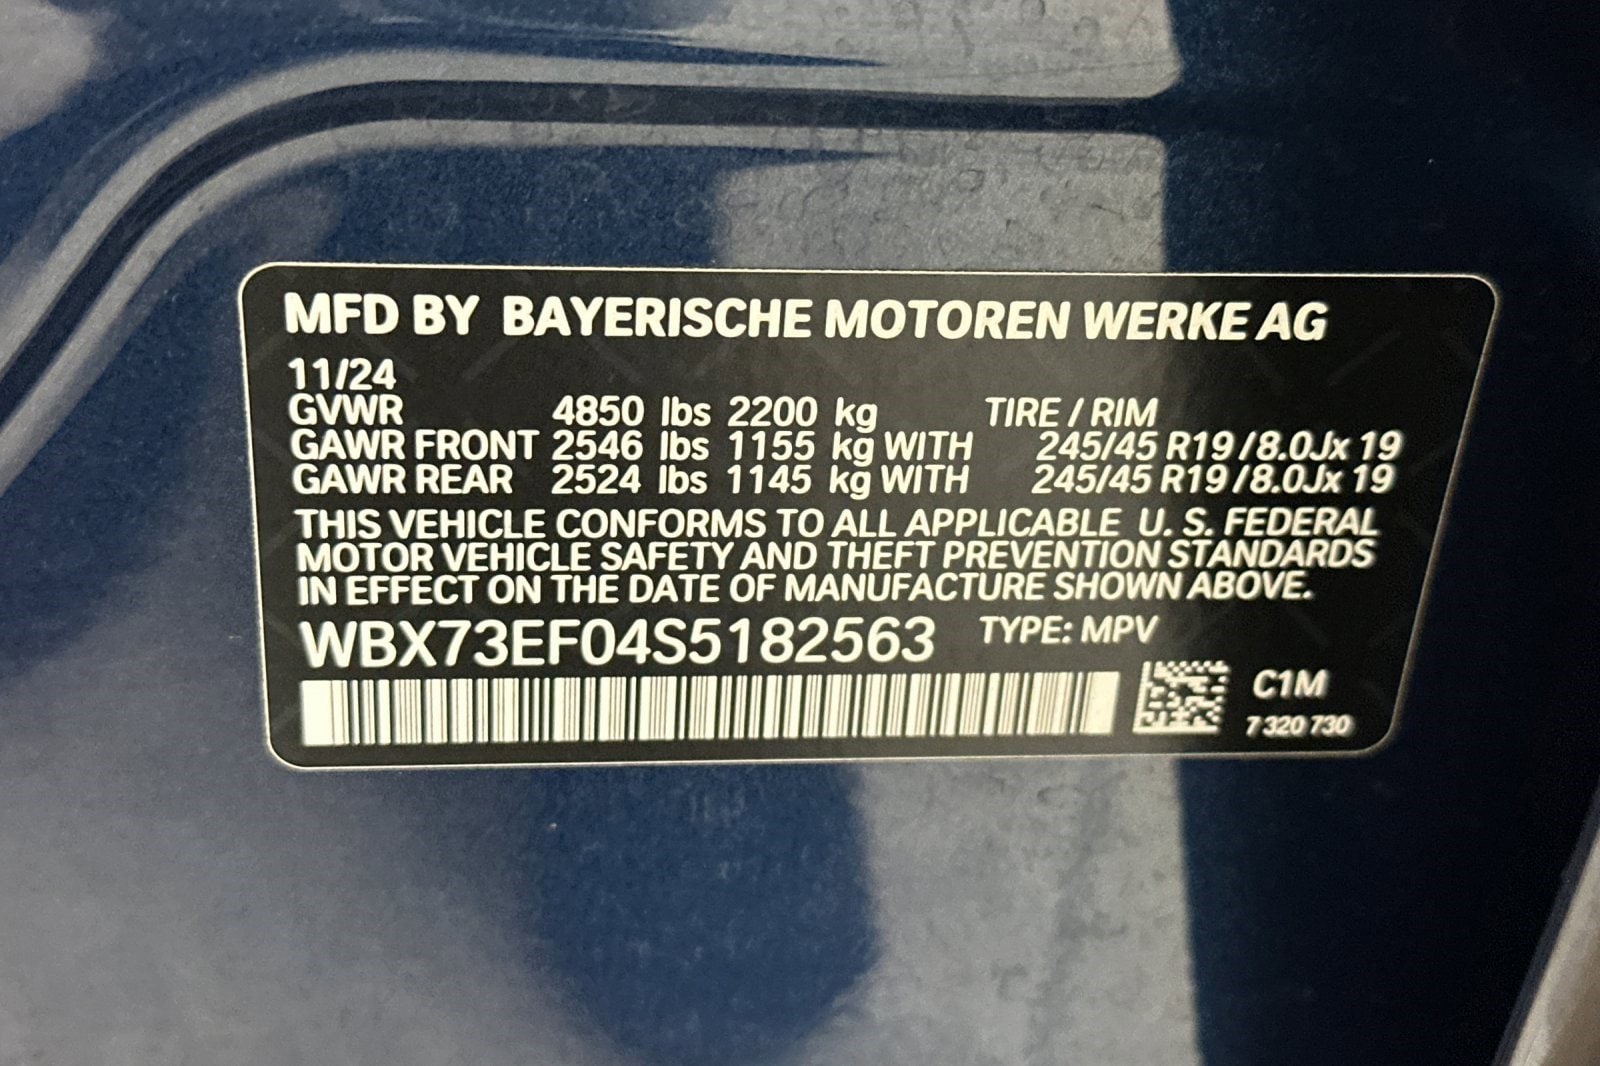 MFD BY BAYERISCHE MOTOREN WERKE AG
11/24
GVWR 4850 lbs 2200 kg TIRE / RIM
GAWR FRONT 2546 lbs 1155 kg WITH 245/45 R19 /8.0Jx 19
GAWR REAR 2524 lbs 1145 kg WITH 245/45 R19 /8.0Jx 19
THIS VEHICLE CONFORMS TO ALL APPLICABLE U. S. FEDERAL
MOTOR VEHICLE SAFETY AND THEFT PREVENTION STANDARDS
IN EFFECT ON THE DATE OF MANUFACTURE SHOWN ABOVE.
WBX73EF04S5182563 TYPE: MPV
C1M
7 320 730